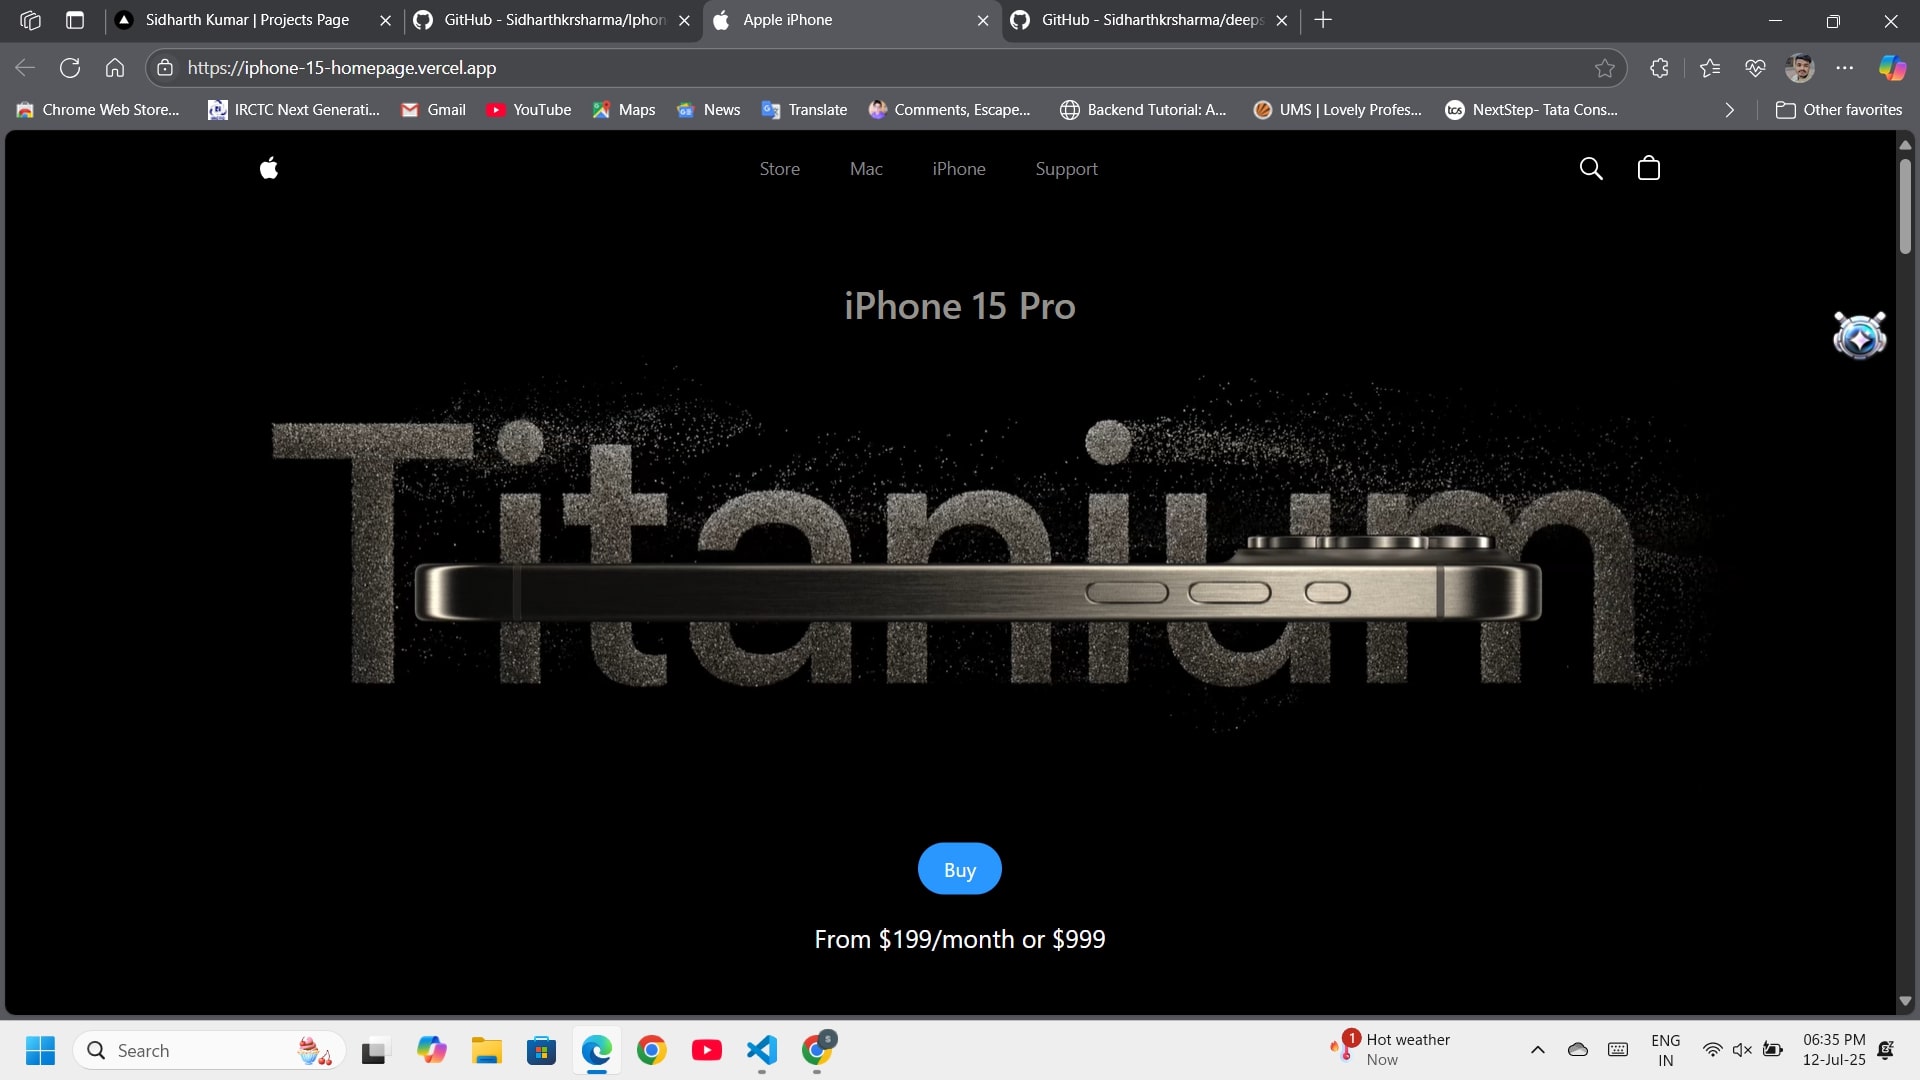 Sidharth Kumar | Projects Page
GitHub - Sidharthkrsharma/Iphon
Apple iPhone
GitHub - Sidharthkrsharma/deeps
https://iphone-15-homepage.vercel.app
Chrome Web Store...
IRCTC Next Generati...
Gmail
YouTube
Maps
News
Translate
Comments, Escape...
Backend Tutorial: A...
UMS | Lovely Profes...
tcs
NextStep- Tata Cons...
Other favorites
Store
Mac
iPhone
Support
iPhone 15 Pro
Titanium
Buy
From $199/month or $999
Search
1
Hot weather
Now
ENG
IN
06:35 PM
12-Jul-25